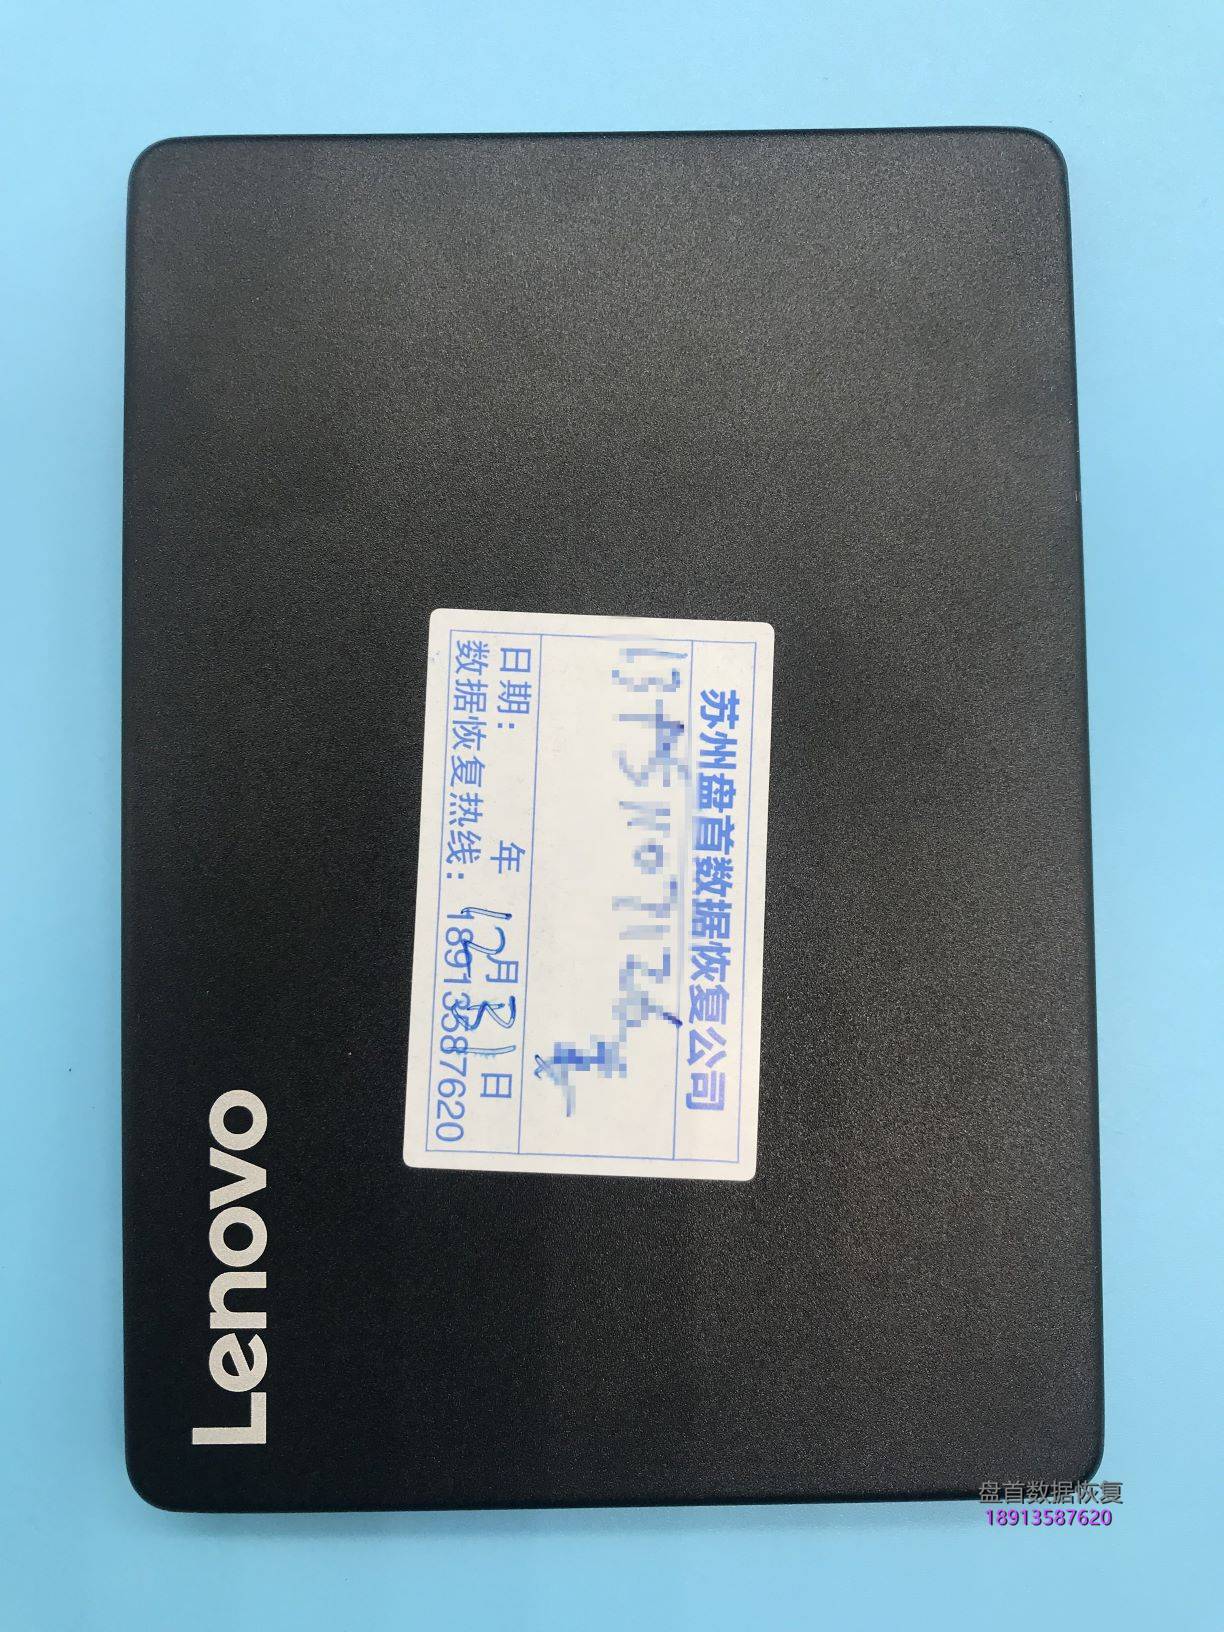 苏州盘首数据恢复公司
日期： 年 12月31日
数据恢复热线：18913587620
Lenovo
盘首数据恢复
18913587620